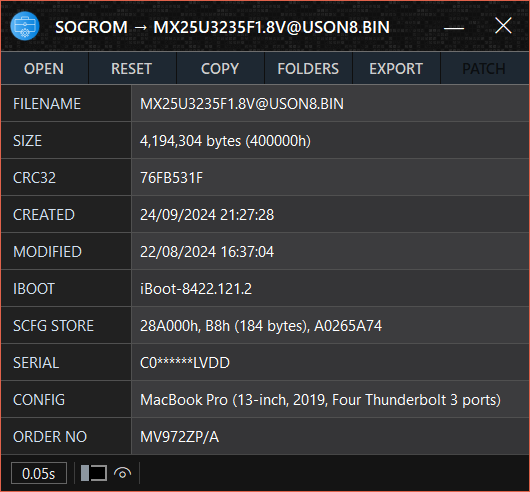 SOCROM → MX25U3235F1.8V@USON8.BIN
OPEN RESET COPY FOLDERS EXPORT PATCH
FILENAME MX25U3235F1.8V@USON8.BIN
SIZE 4,194,304 bytes (400000h)
CRC32 76FB531F
CREATED 24/09/2024 21:27:28
MODIFIED 22/08/2024 16:37:04
IBOOT iBoot-8422.121.2
SCFG STORE 28A000h, B8h (184 bytes), A0265A74
SERIAL C0******LVDD
CONFIG MacBook Pro (13-inch, 2019, Four Thunderbolt 3 ports)
ORDER NO MV972ZP/A
0.05s